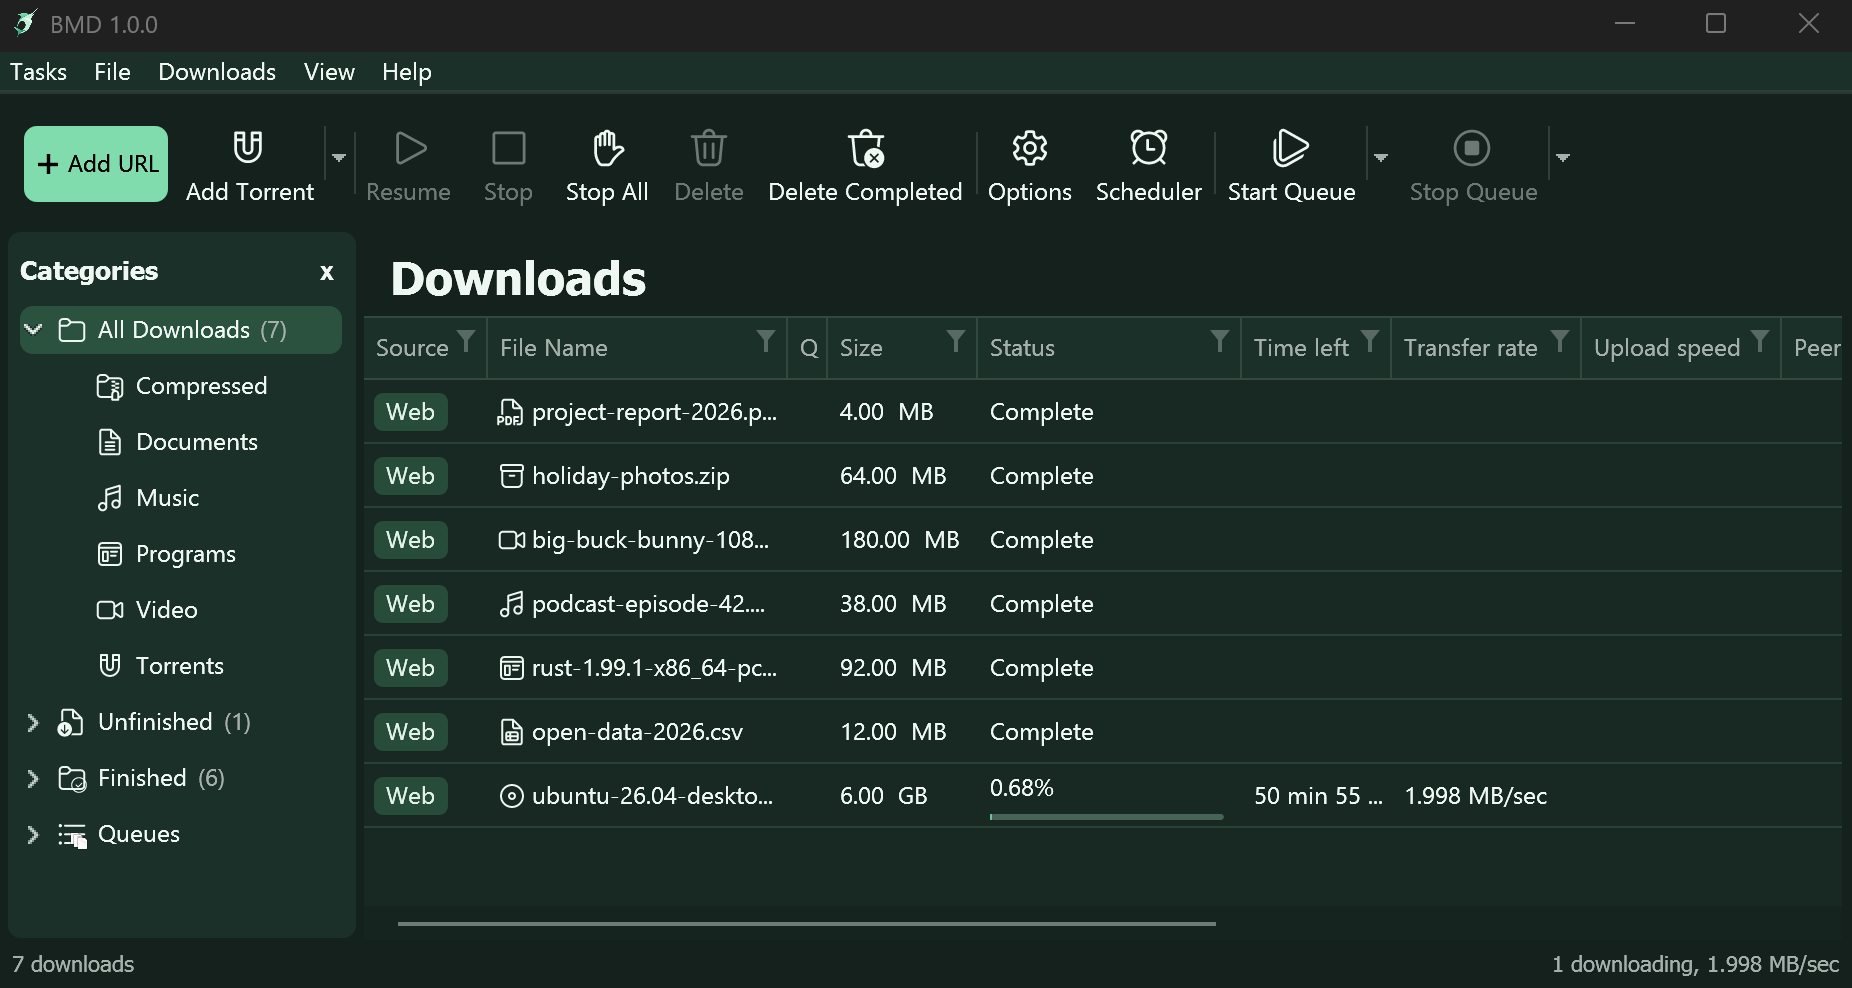 BMD 1.0.0
Tasks File Downloads View Help
+ Add URL
Add Torrent
Resume
Stop
Stop All
Delete
Delete Completed
Options
Scheduler
Start Queue
Stop Queue
Categories x
All Downloads (7)
Compressed
Documents
Music
Programs
Video
Torrents
Unfinished (1)
Finished (6)
Queues
Downloads
Source File Name Q Size Status Time left Transfer rate Upload speed Peer
Web project-report-2026.p... 4.00 MB Complete
Web holiday-photos.zip 64.00 MB Complete
Web big-buck-bunny-108... 180.00 MB Complete
Web podcast-episode-42.... 38.00 MB Complete
Web rust-1.99.1-x86_64-pc... 92.00 MB Complete
Web open-data-2026.csv 12.00 MB Complete
Web ubuntu-26.04-deskto... 6.00 GB 0.68% 50 min 55 ... 1.998 MB/sec
7 downloads
1 downloading, 1.998 MB/sec